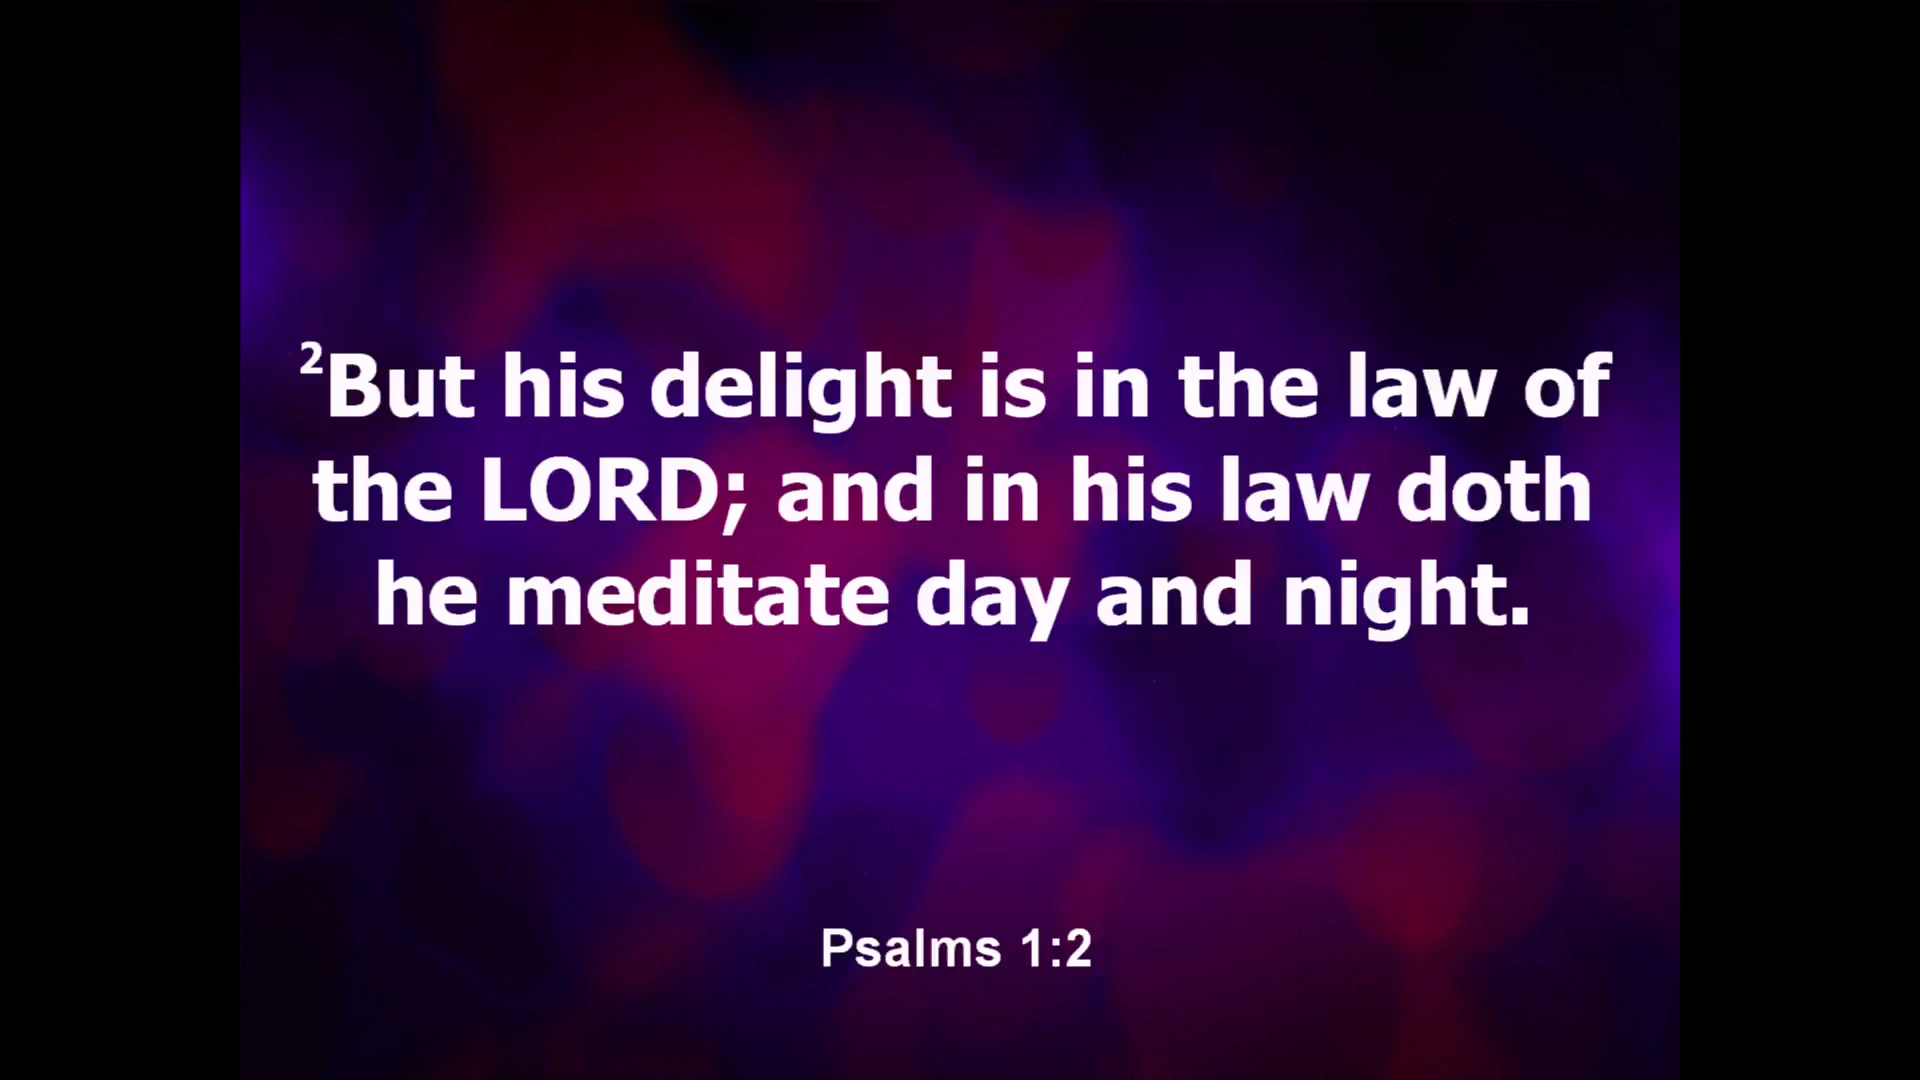 ²But his delight is in the law of
the LORD; and in his law doth
he meditate day and night.
Psalms 1:2